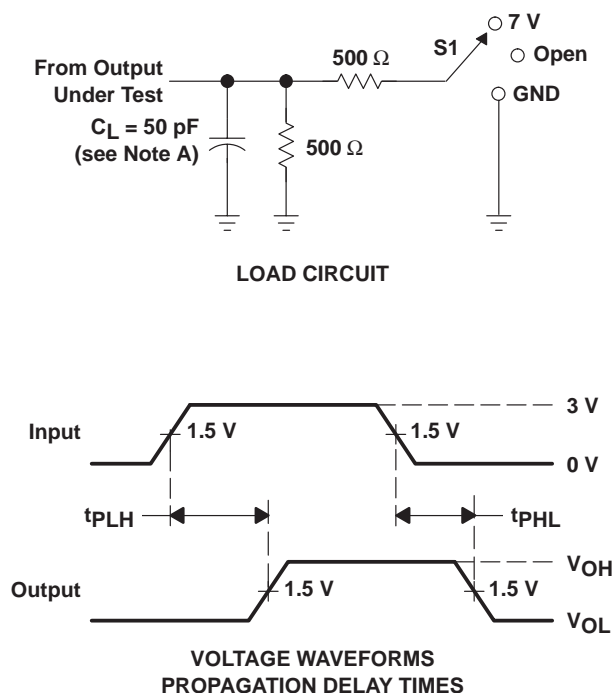 7 V
S1
Open
500 Ω
GND
From Output
Under Test
CL = 50 pF
(see Note A)
500 Ω
LOAD CIRCUIT
3 V
Input
1.5 V
1.5 V
0 V
tPLH
tPHL
VOH
Output
1.5 V
1.5 V
VOL
VOLTAGE WAVEFORMS
PROPAGATION DELAY TIMES